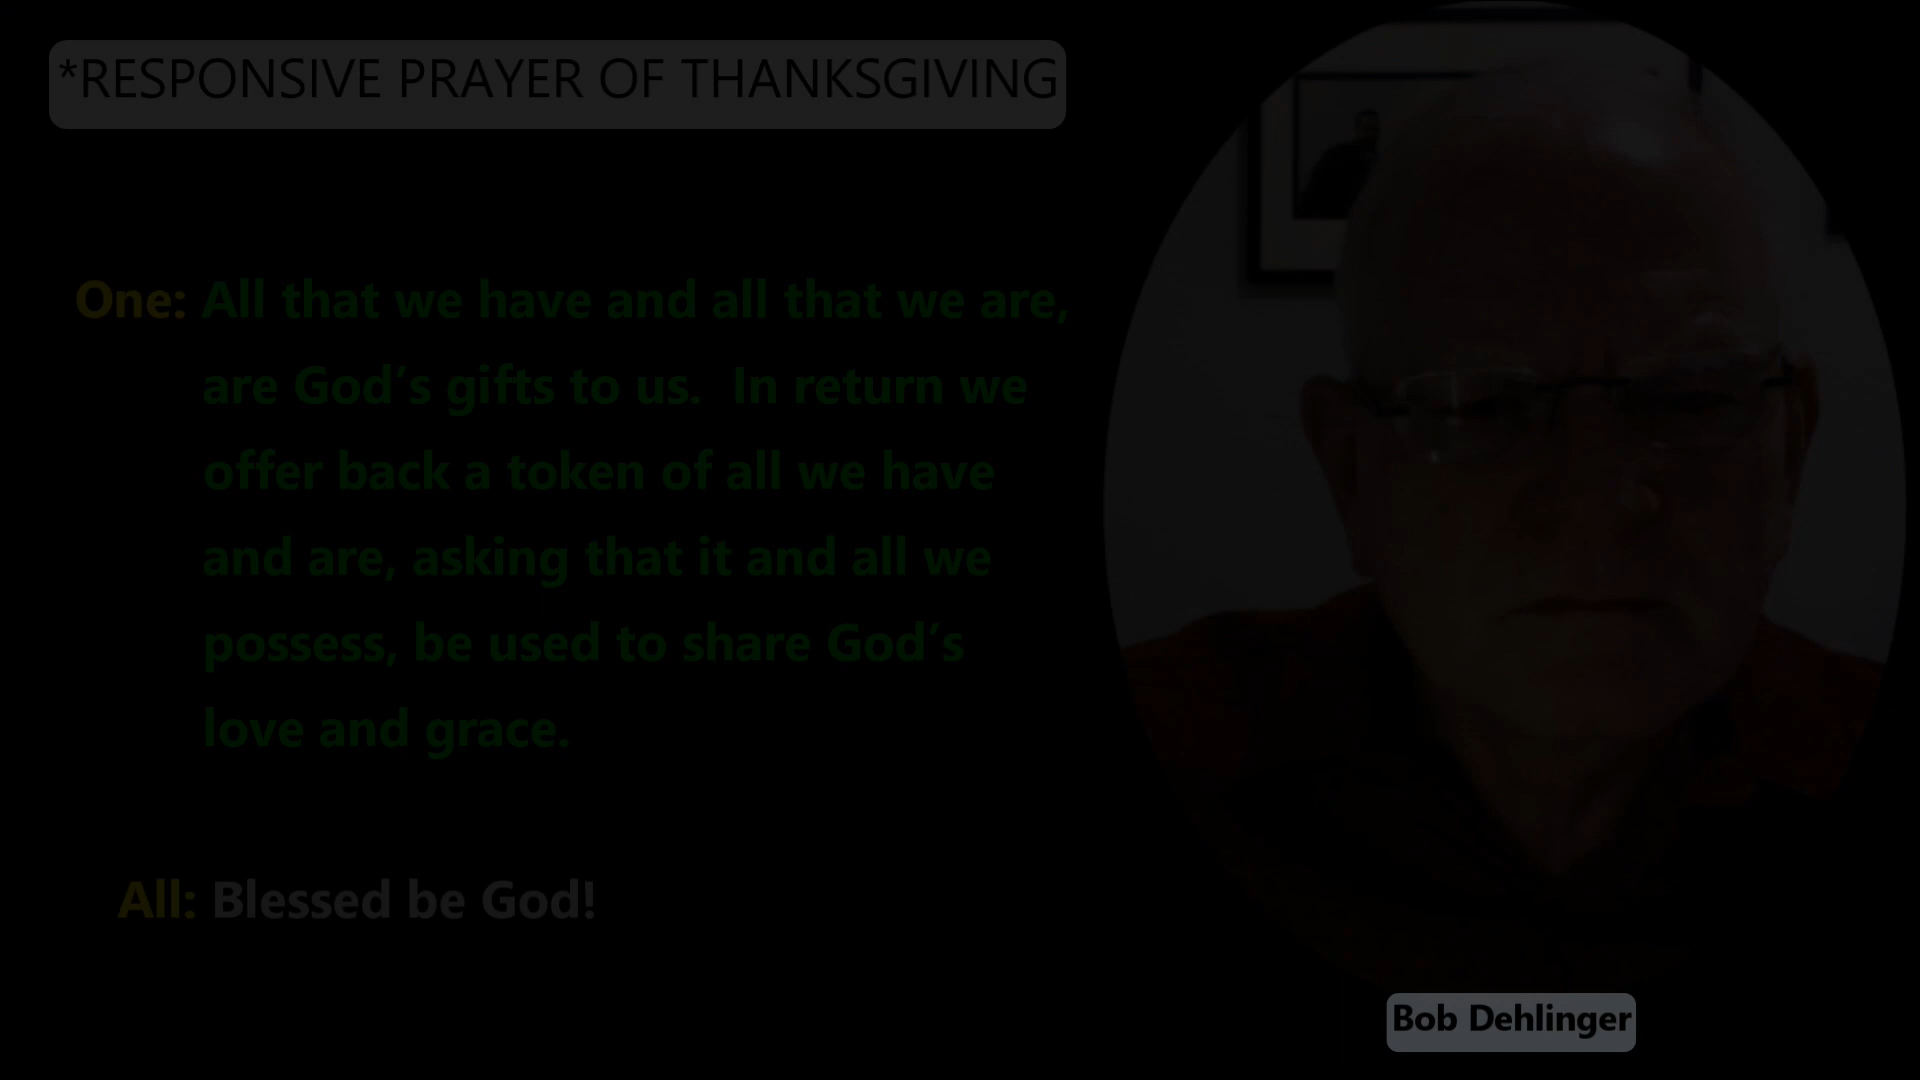 *RESPONSIVE PRAYER OF THANKSGIVING
One: All that we have and all that we are,
are God’s gifts to us.  In return we
offer back a token of all we have
and are, asking that it and all we
possess, be used to share God’s
love and grace.
All: Blessed be God!
Bob Dehlinger